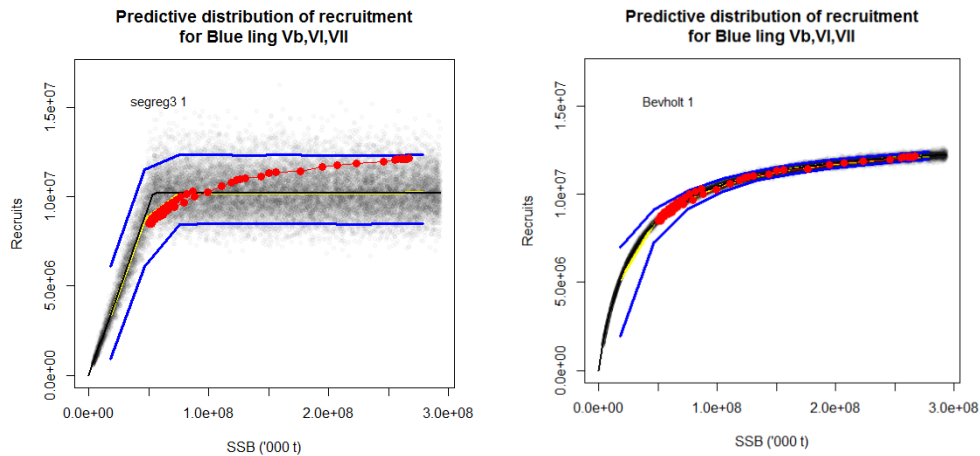 Predictive distribution of recruitment
for Blue ling Vb,VI,VII
segreg3 1
Recruits
1.5e+07
1.0e+07
5.0e+06
0.0e+00
0.0e+00
1.0e+08
2.0e+08
3.0e+08
SSB ('000 t)
Predictive distribution of recruitment
for Blue ling Vb,VI,VII
Bevholt 1
Recruits
1.5e+07
1.0e+07
5.0e+06
0.0e+00
0.0e+00
1.0e+08
2.0e+08
3.0e+08
SSB ('000 t)